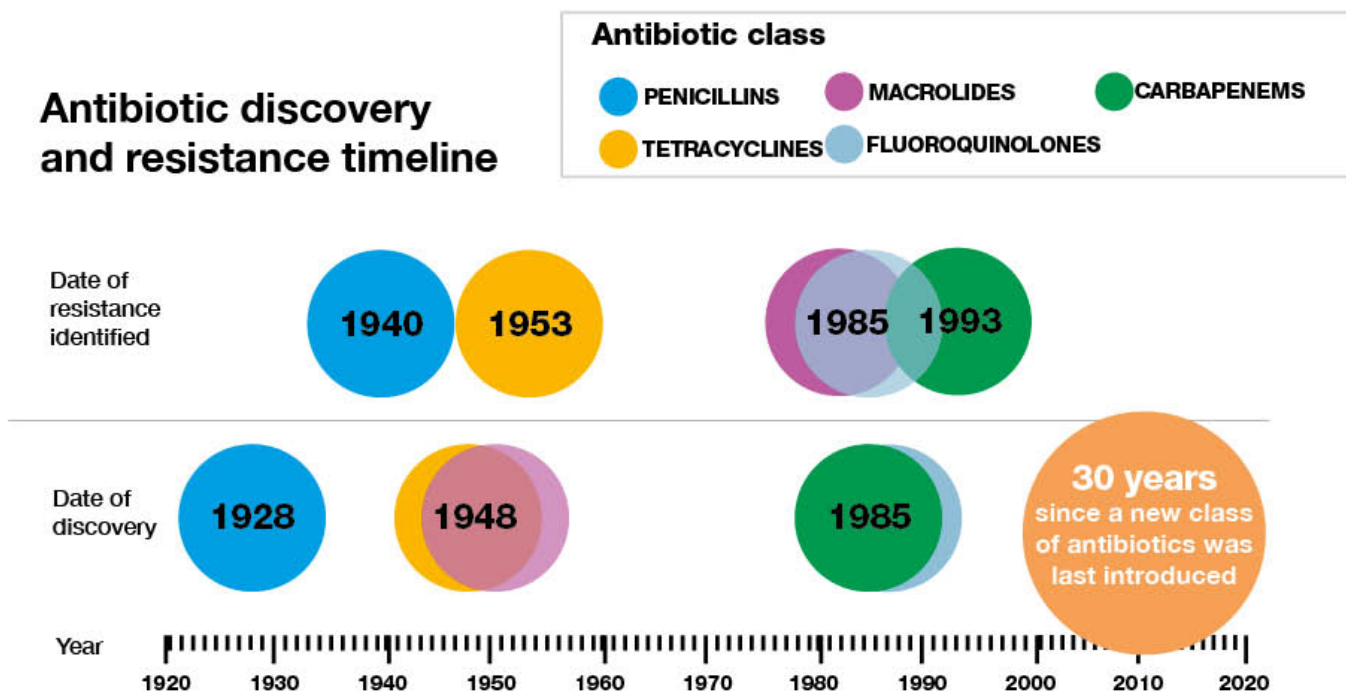 Antibiotic discovery
and resistance timeline
Antibiotic class
PENICILLINS
MACROLIDES
CARBAPENEMS
TETRACYCLINES
FLUOROQUINOLONES
Date of
resistance
identified
1940
1953
1985
1993
Date of
discovery
1928
1948
1985
30 years
since a new class
of antibiotics was
last introduced
Year
1920 1930 1940 1950 1960 1970 1980 1990 2000 2010 2020